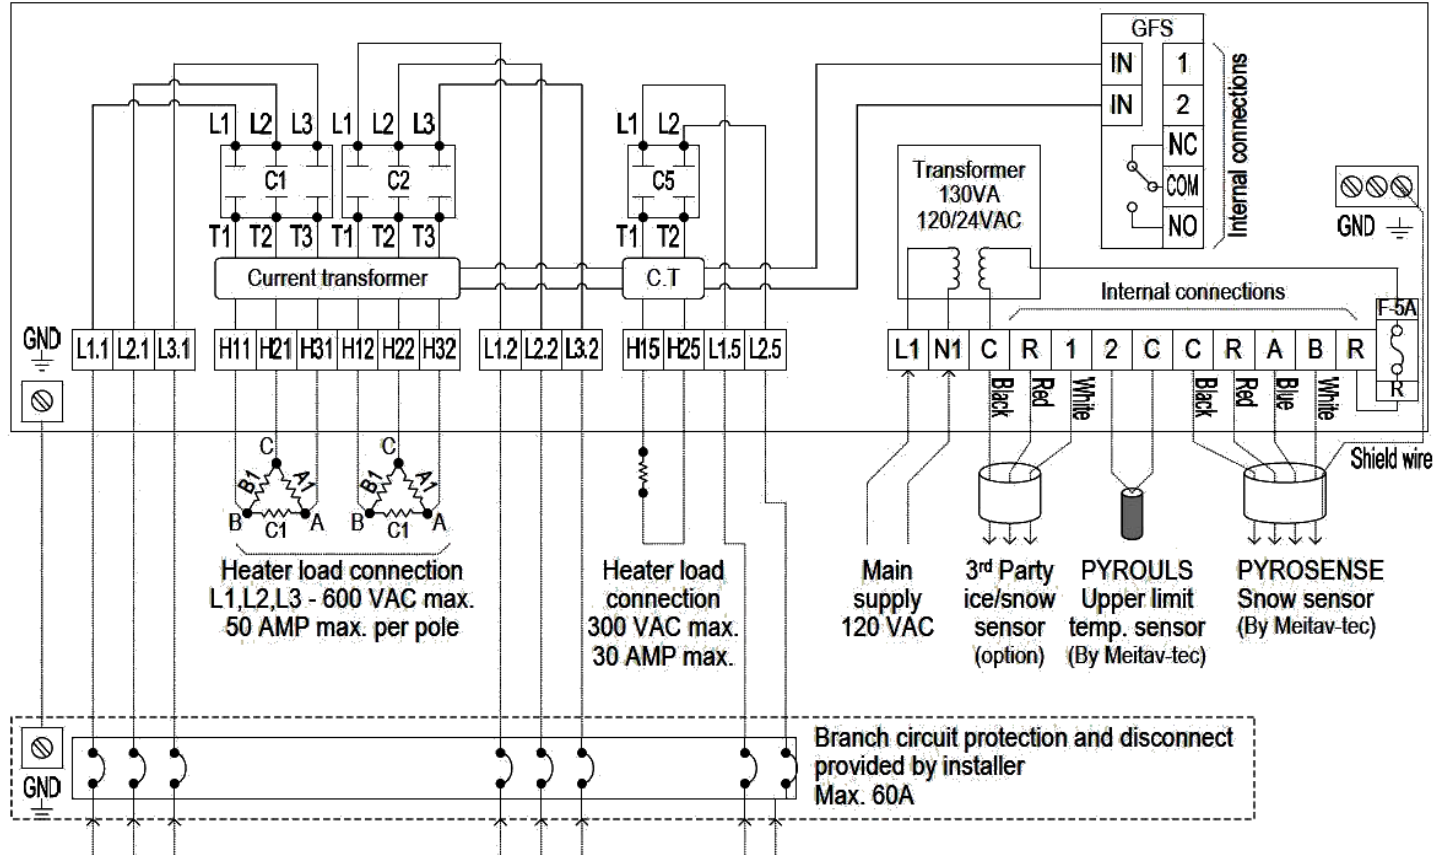 GFS
IN 1
IN 2
NC
COM
NO
Internal connections
L1 L2 L3 L1 L2 L3
C1 C2
T1 T2 T3 T1 T2 T3
Current transformer
L1 L2
C5
T1 T2
C.T
Transformer
130VA
120/24VAC
GND
Internal connections
F-5A
R
GND
L1.1 L2.1 L3.1 H11 H21 H31 H12 H22 H32 L1.2 L2.2 L3.2 H15 H25 L1.5 L2.5
L1 N1 C R 1 2 C C R A B R
Black
Red
White
Black
Red
Blue
White
Shield wire
C
B1 A1
B C1 A
C
B1 A1
B C1 A
Heater load connection
L1,L2,L3 - 600 VAC max.
50 AMP max. per pole
Heater load
connection
300 VAC max.
30 AMP max.
Main
supply
120 VAC
3rd Party
ice/snow
sensor
(option)
PYROULS
Upper limit
temp. sensor
(By Meitav-tec)
PYROSENSE
Snow sensor
(By Meitav-tec)
GND
Branch circuit protection and disconnect
provided by installer
Max. 60A